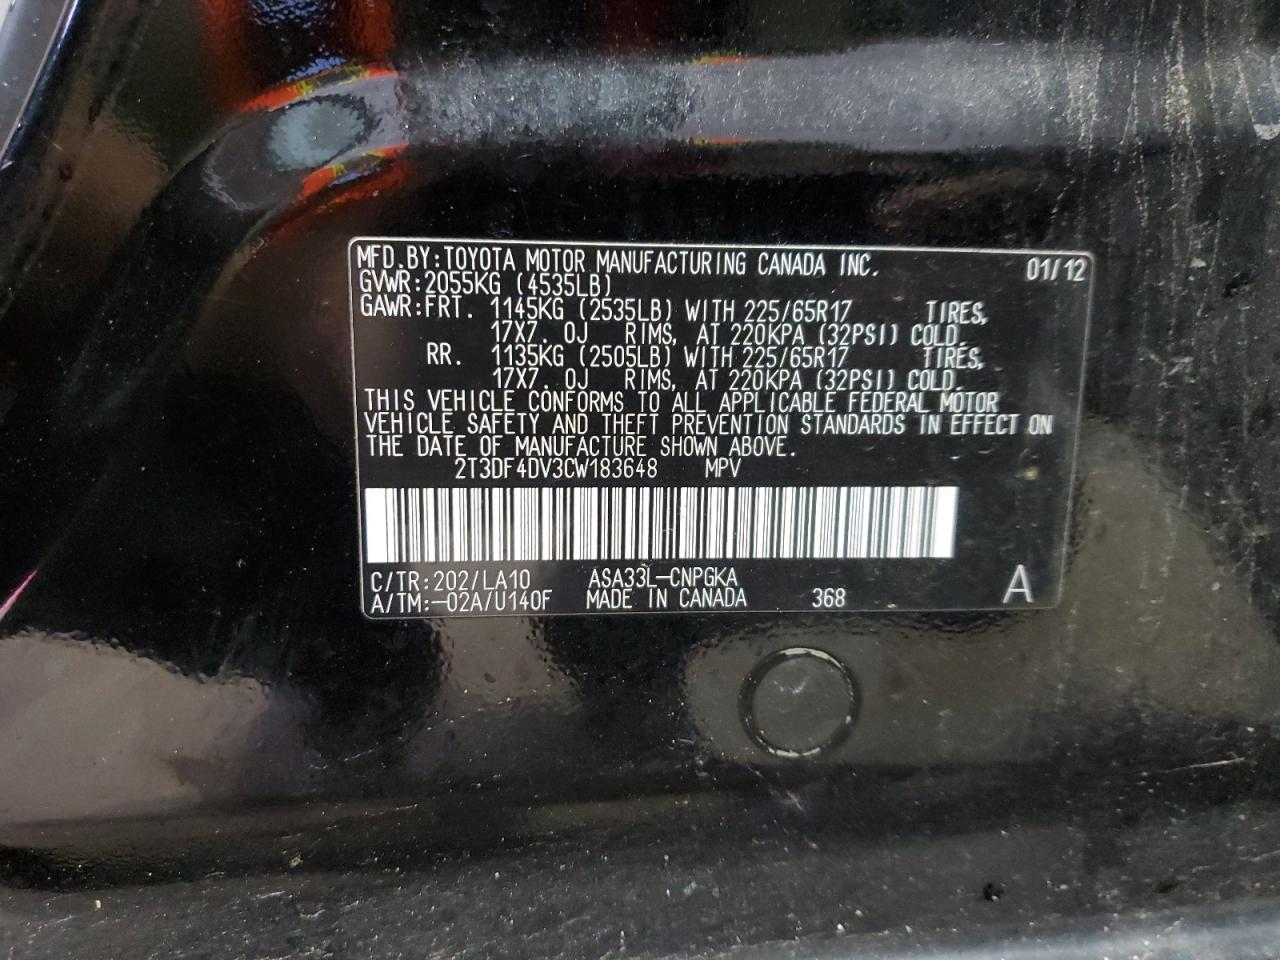 MFD.BY:TOYOTA MOTOR MANUFACTURING CANADA INC. 01/12
GVWR:2055KG (4535LB)
GAWR:FRT. 1145KG (2535LB) WITH 225/65R17 TIRES,
17X7.0J RIMS, AT 220KPA (32PSI) COLD.
RR. 1135KG (2505LB) WITH 225/65R17 TIRES,
17X7.0J RIMS, AT 220KPA (32PSI) COLD.
THIS VEHICLE CONFORMS TO ALL APPLICABLE FEDERAL MOTOR
VEHICLE SAFETY AND THEFT PREVENTION STANDARDS IN EFFECT ON
THE DATE OF MANUFACTURE SHOWN ABOVE.
2T3DF4DV3CW183648 MPV
C/TR:202/LA10 ASA33L-CNPGKA
A/TM:-02A/U140F MADE IN CANADA 368 A